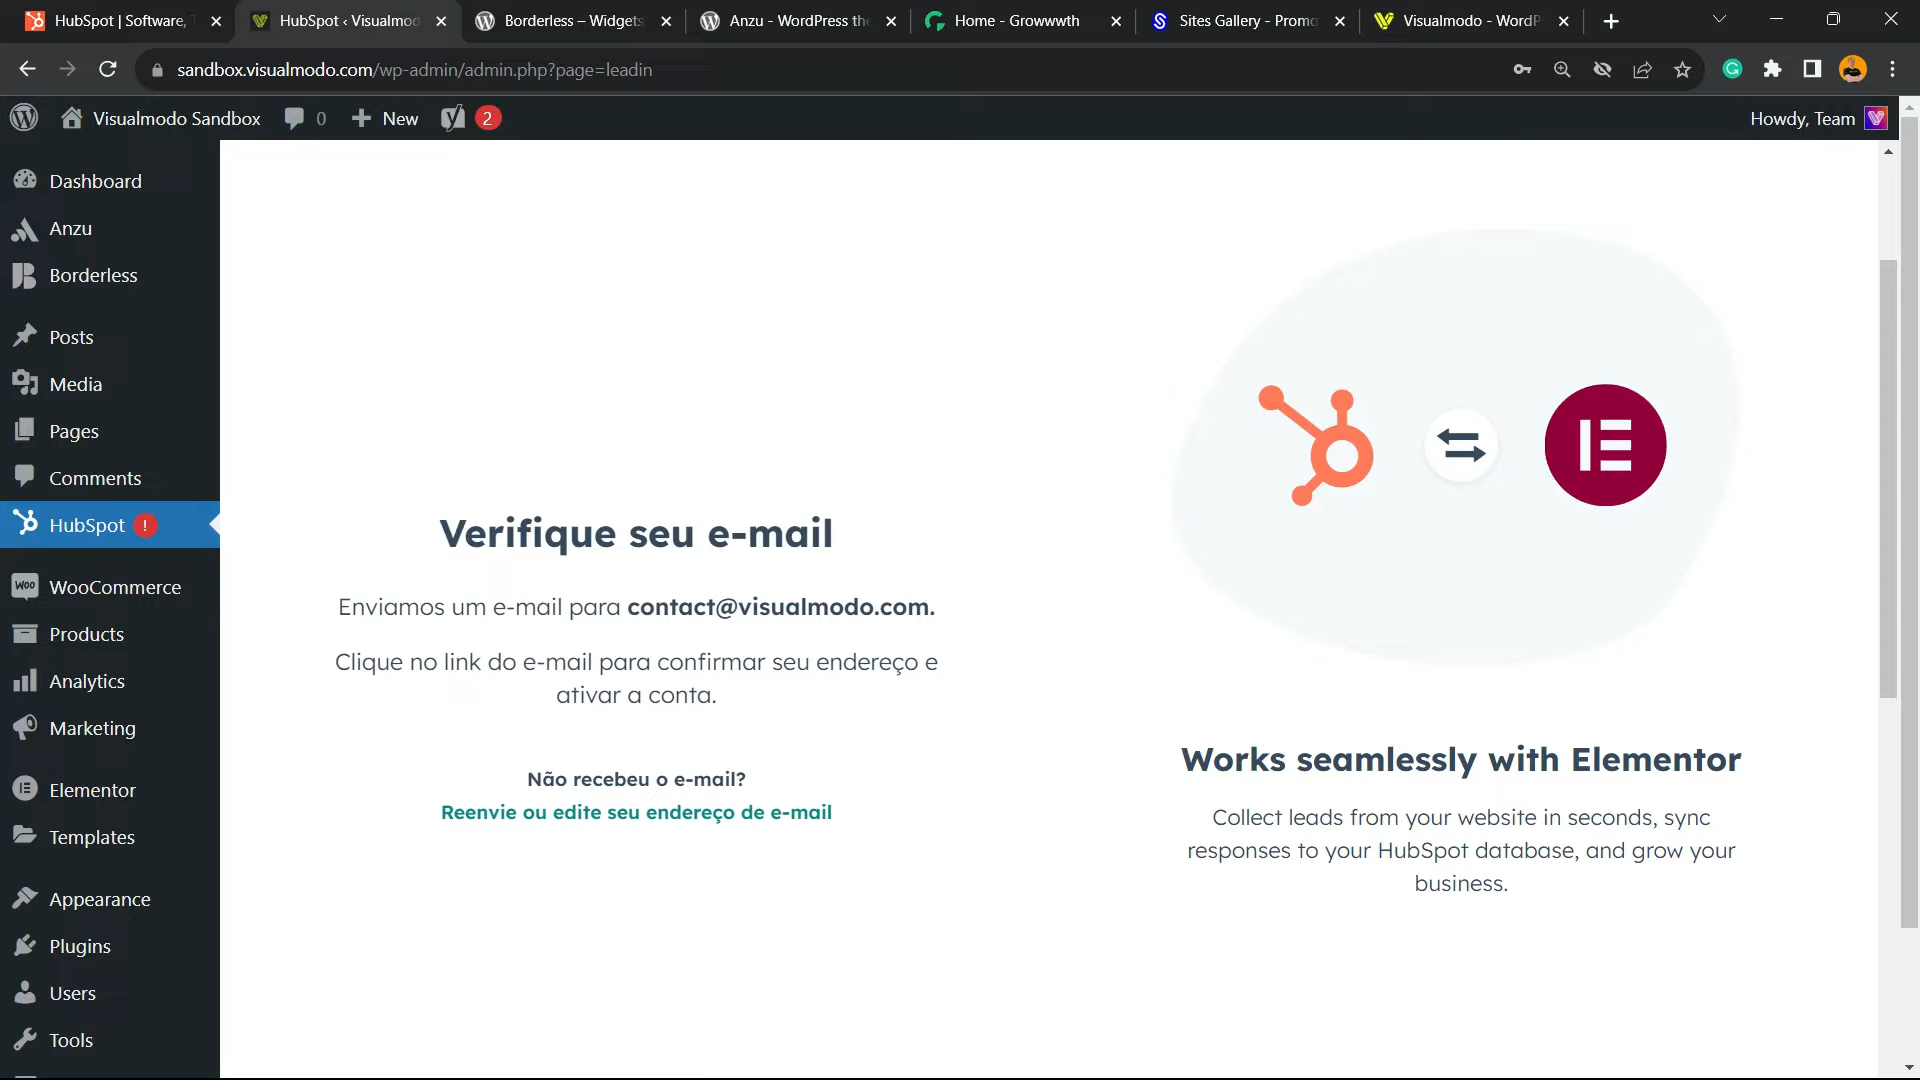 HubSpot | Software,
HubSpot ‹ Visualmod
Borderless – Widgets
Anzu - WordPress the
Home - Growwwth
Sites Gallery - Promo
Visualmodo - WordP
sandbox.visualmodo.com/wp-admin/admin.php?page=leadin
Visualmodo Sandbox
0
New
2
Howdy, Team
Dashboard
Anzu
Borderless
Posts
Media
Pages
Comments
HubSpot !
WooCommerce
Products
Analytics
Marketing
Elementor
Templates
Appearance
Plugins
Users
Tools
Verifique seu e-mail
Enviamos um e-mail para contact@visualmodo.com.
Clique no link do e-mail para confirmar seu endereço e
ativar a conta.
Não recebeu o e-mail?
Reenvie ou edite seu endereço de e-mail
Works seamlessly with Elementor
Collect leads from your website in seconds, sync
responses to your HubSpot database, and grow your
business.